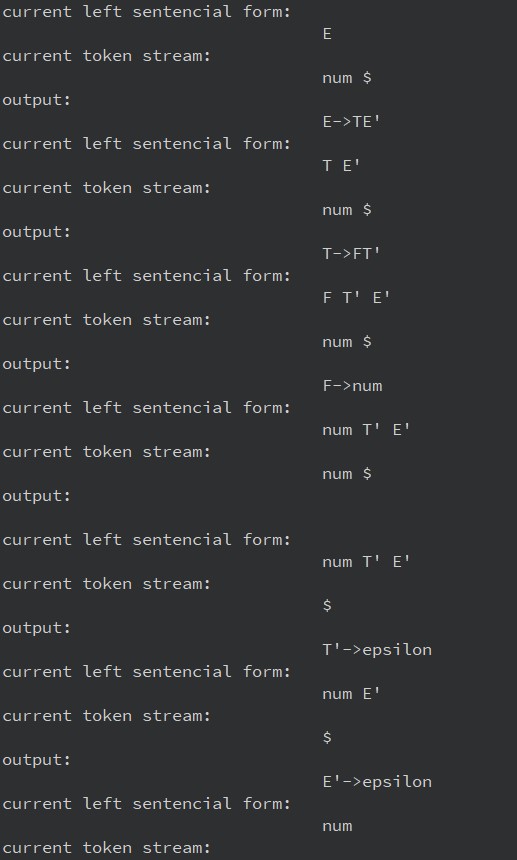 current left sentencial form:
E
current token stream:
num $
output:
E->TE'
current left sentencial form:
T E'
current token stream:
num $
output:
T->FT'
current left sentencial form:
F T' E'
current token stream:
num $
output:
F->num
current left sentencial form:
num T' E'
current token stream:
num $
output:
current left sentencial form:
num T' E'
current token stream:
$
output:
T'->epsilon
current left sentencial form:
num E'
current token stream:
$
output:
E'->epsilon
current left sentencial form:
num
current token stream: